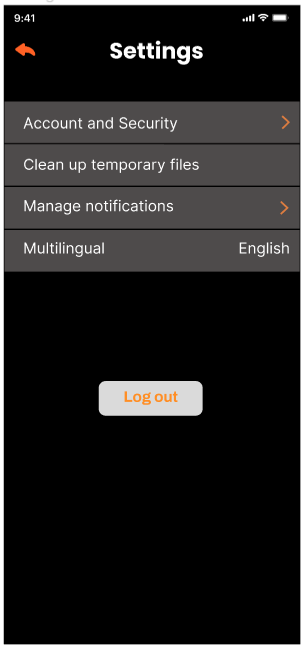 9:41
Settings
Account and Security
Clean up temporary files
Manage notifications
Multilingual English
Log out